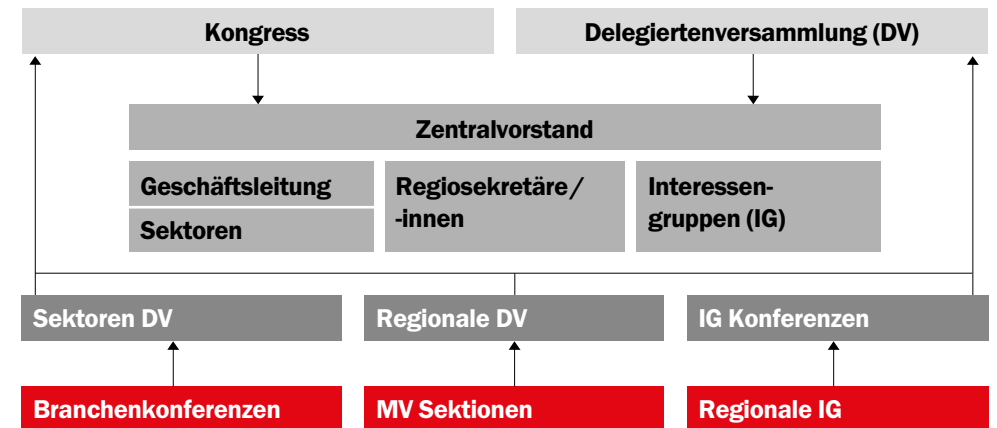 Kongress
Delegiertenversammlung (DV)
Zentralvorstand
Geschäftsleitung
Sektoren
Regiosekretäre/
-innen
Interessen-
gruppen (IG)
Sektoren DV
Regionale DV
IG Konferenzen
Branchenkonferenzen
MV Sektionen
Regionale IG